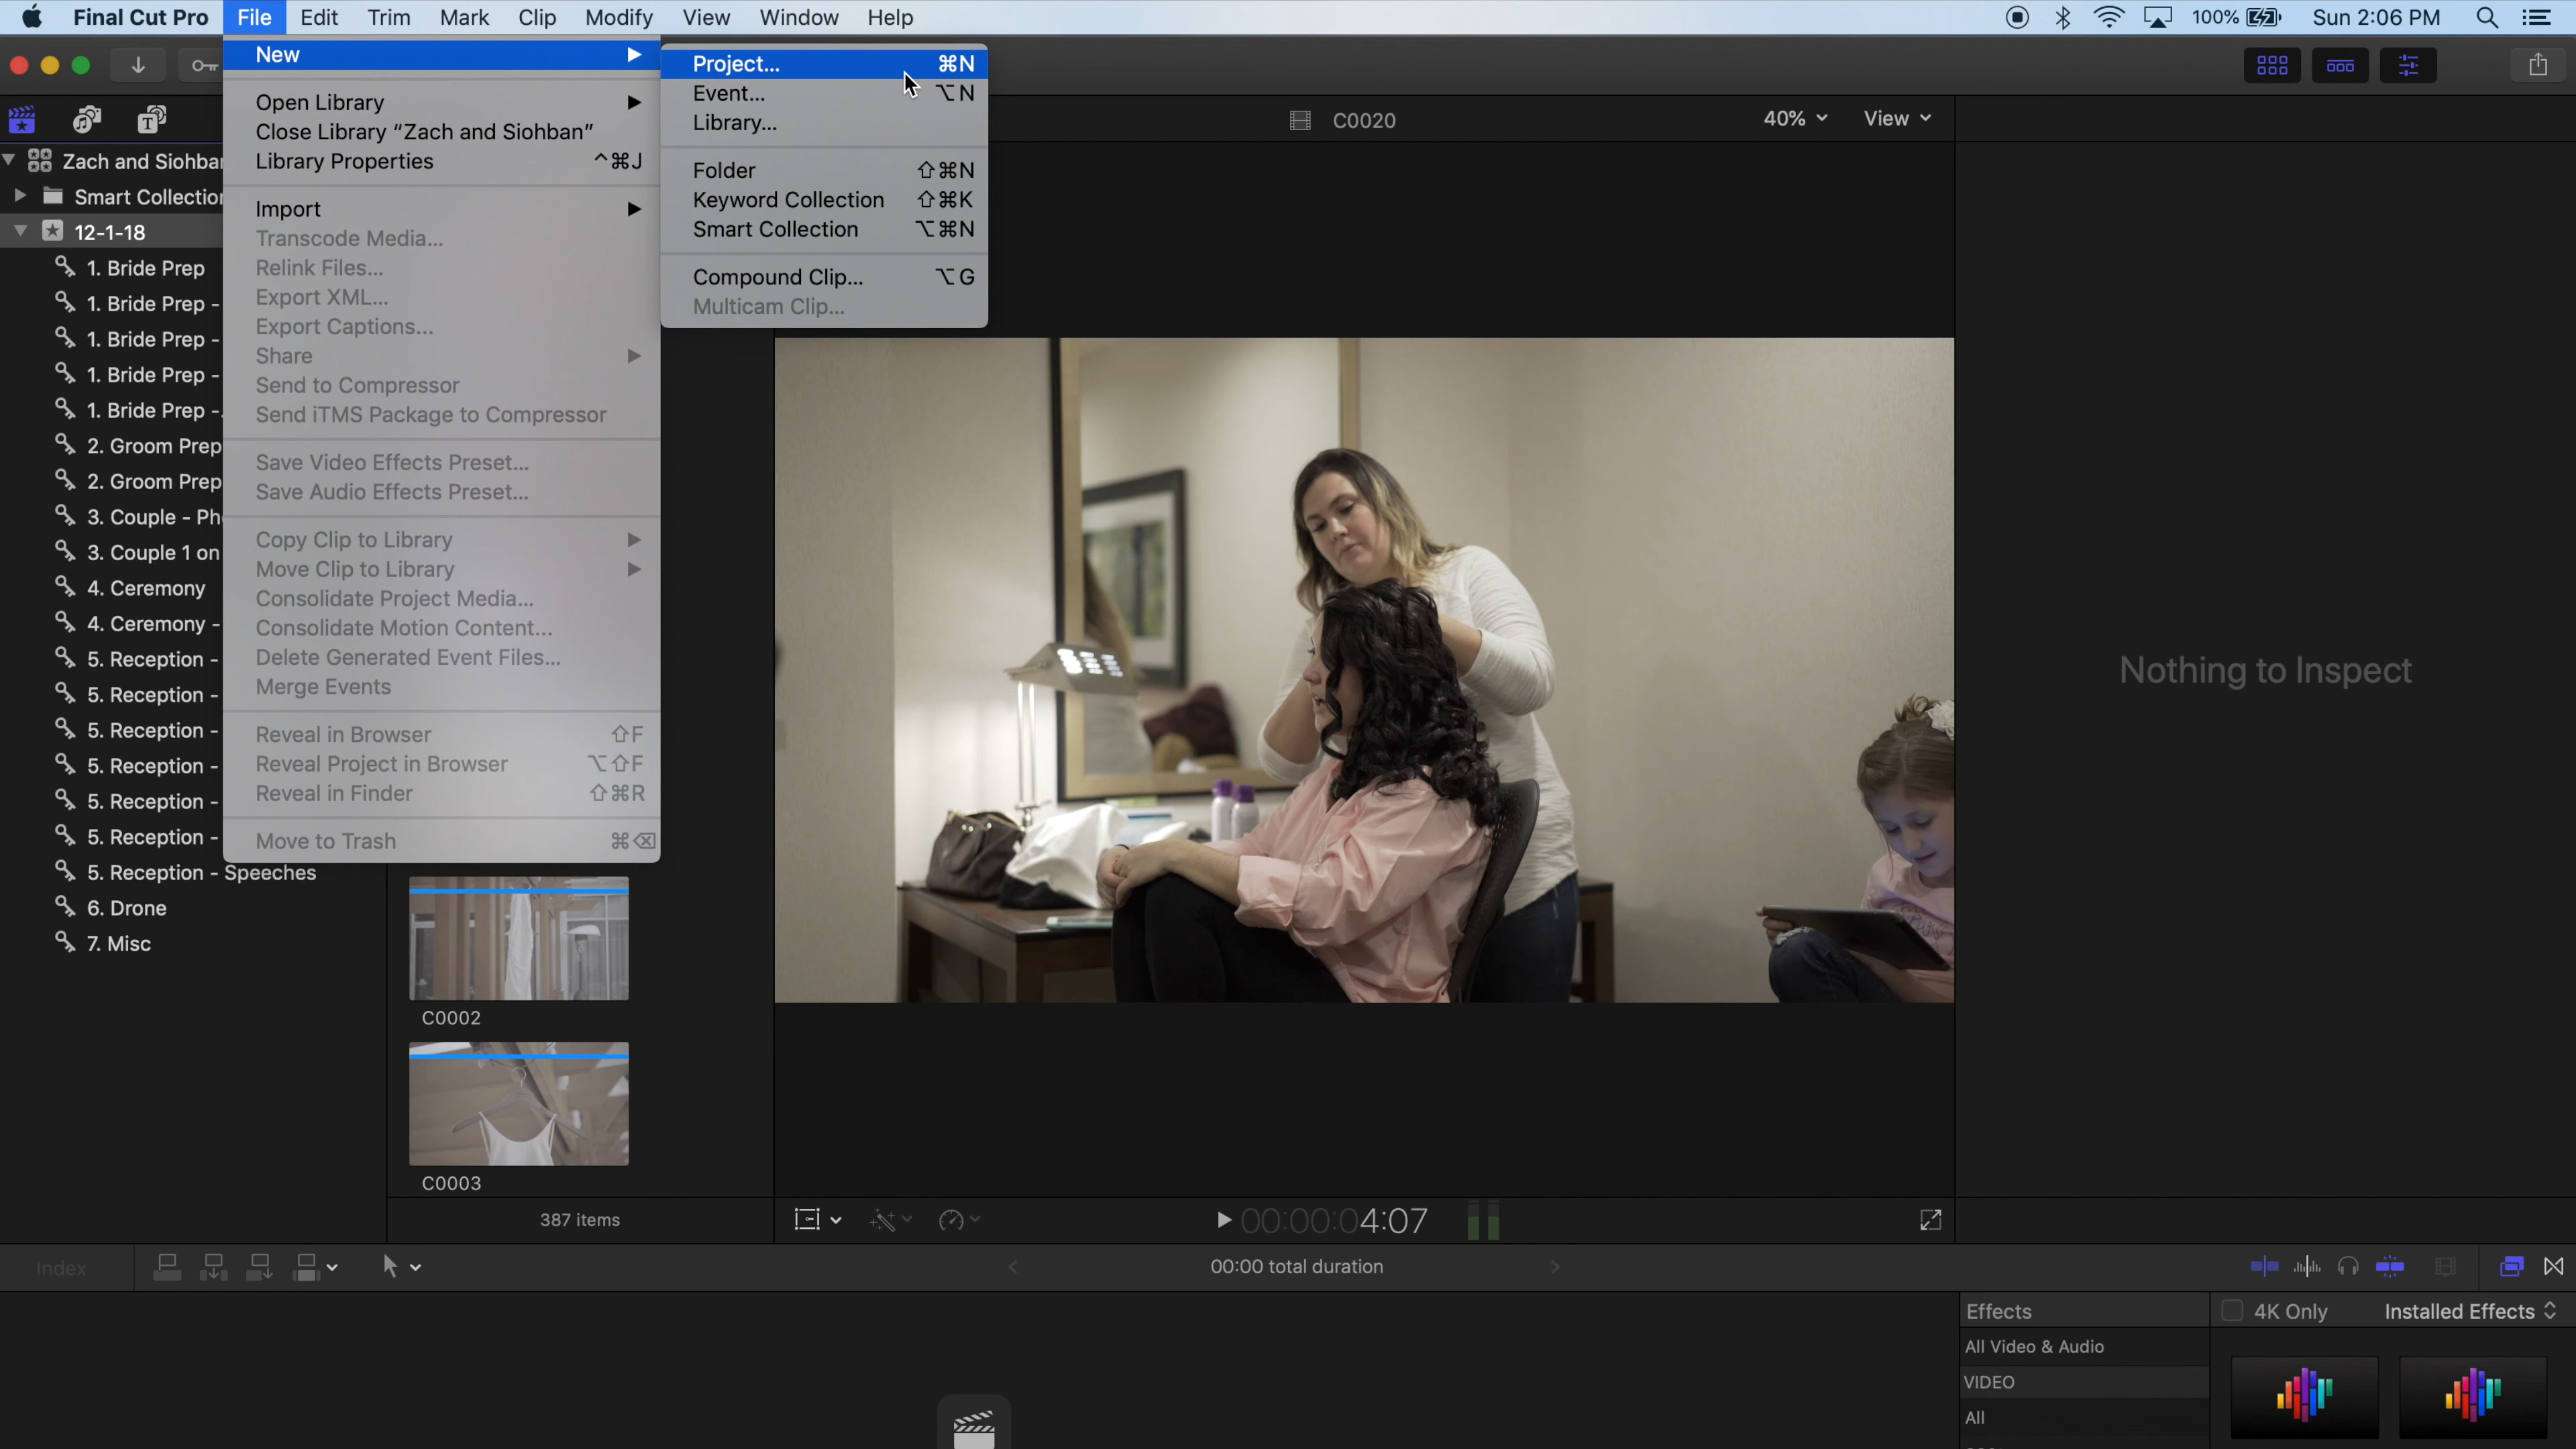 Final Cut Pro File Edit Trim Mark Clip Modify View Window Help 100% Sun 2:06 PM
New
Project... ⌘N
Event... ⌥N
Library...
Folder ⇧⌘N
Keyword Collection ⇧⌘K
Smart Collection ⌥⌘N
Compound Clip... ⌥G
Multicam Clip...
Open Library
Close Library “Zach and Siohban”
Library Properties ^⌘J
Import
Transcode Media...
Relink Files...
Export XML...
Export Captions...
Share
Send to Compressor
Send iTMS Package to Compressor
Save Video Effects Preset...
Save Audio Effects Preset...
Copy Clip to Library
Move Clip to Library
Consolidate Project Media...
Consolidate Motion Content...
Delete Generated Event Files...
Merge Events
Reveal in Browser ⇧F
Reveal Project in Browser ⌥⇧F
Reveal in Finder ⇧⌘R
Move to Trash ⌘⌫
C0020 40% View
Zach and
Smart
12-1-18
1. Bride Prep
1. Bride Prep -
1. Bride Prep -
1. Bride Prep -
1. Bride Prep -
2. Groom Prep
2. Groom Prep
3. Couple -
3. Couple 1 on
4. Ceremony
4. Ceremony -
5. Reception -
5. Reception -
5. Reception -
5. Reception -
5. Reception -
5. Reception -
5. Reception - Speeches
6. Drone
7. Misc
C0002
C0003
387 items
00:00:04:07
Nothing to Inspect
Index
00:00 total duration
Effects 4K Only Installed Effects
All Video & Audio
VIDEO
All